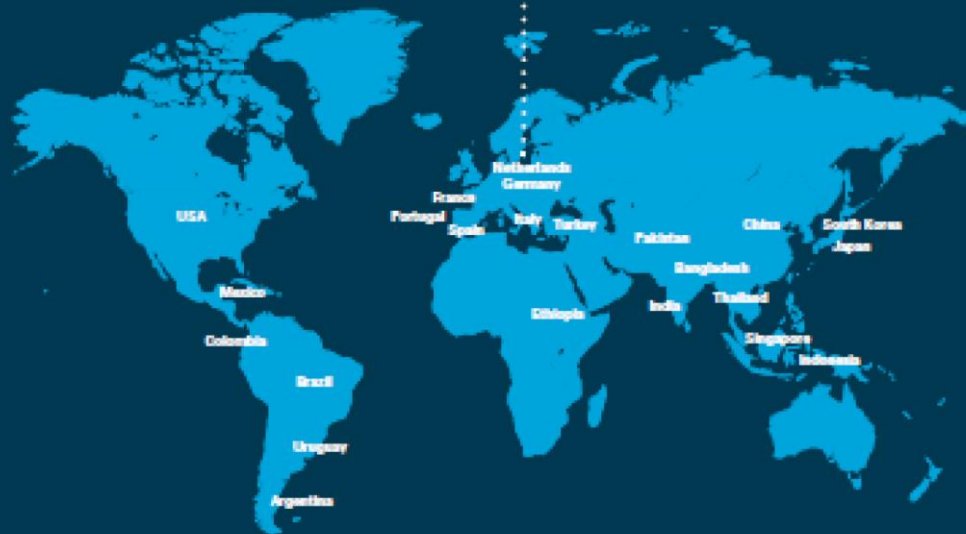 Netherlands
Germany
France
USA
Portugal
Spain
Italy
Turkey
China
South Korea
Pakistan
Japan
Bangladesh
Mexico
India
Thailand
Ethiopia
Colombia
Singapore
Indonesia
Brazil
Uruguay
Argentina